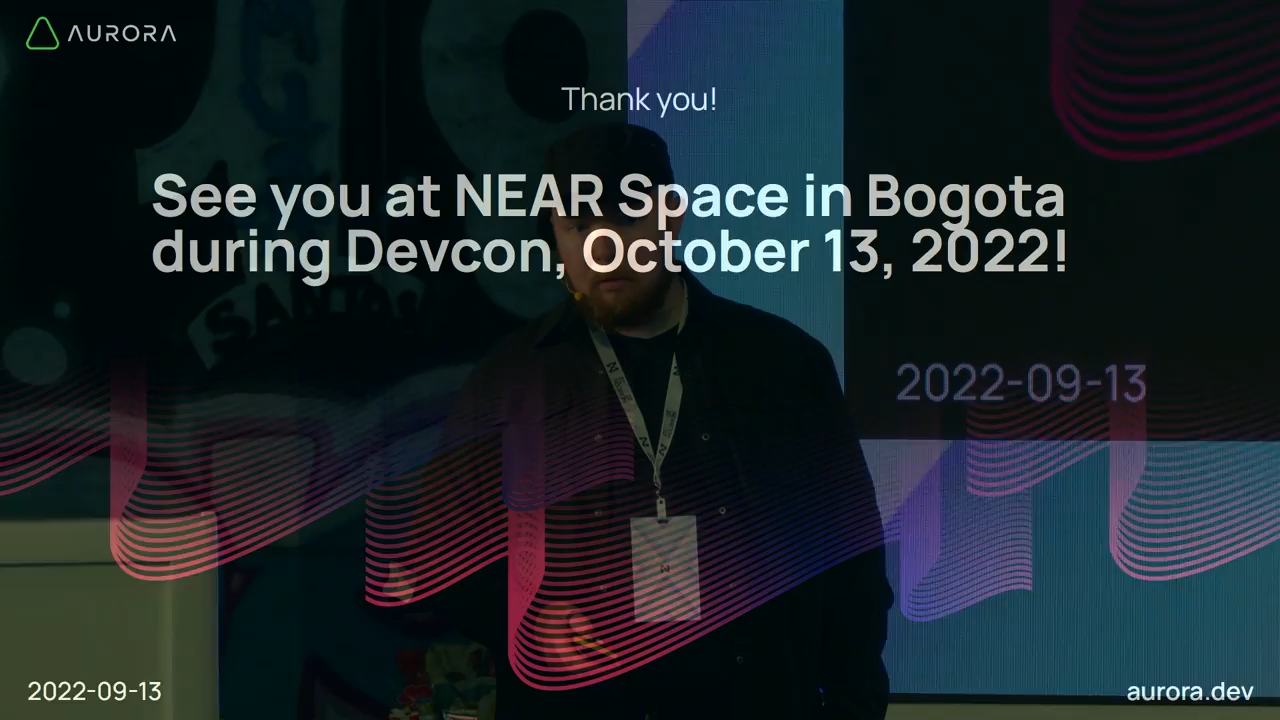 AURORA
Thank you!
See you at NEAR Space in Bogota
during Devcon, October 13, 2022!
SANTOS
2022-09-13
2022-09-13
aurora.dev